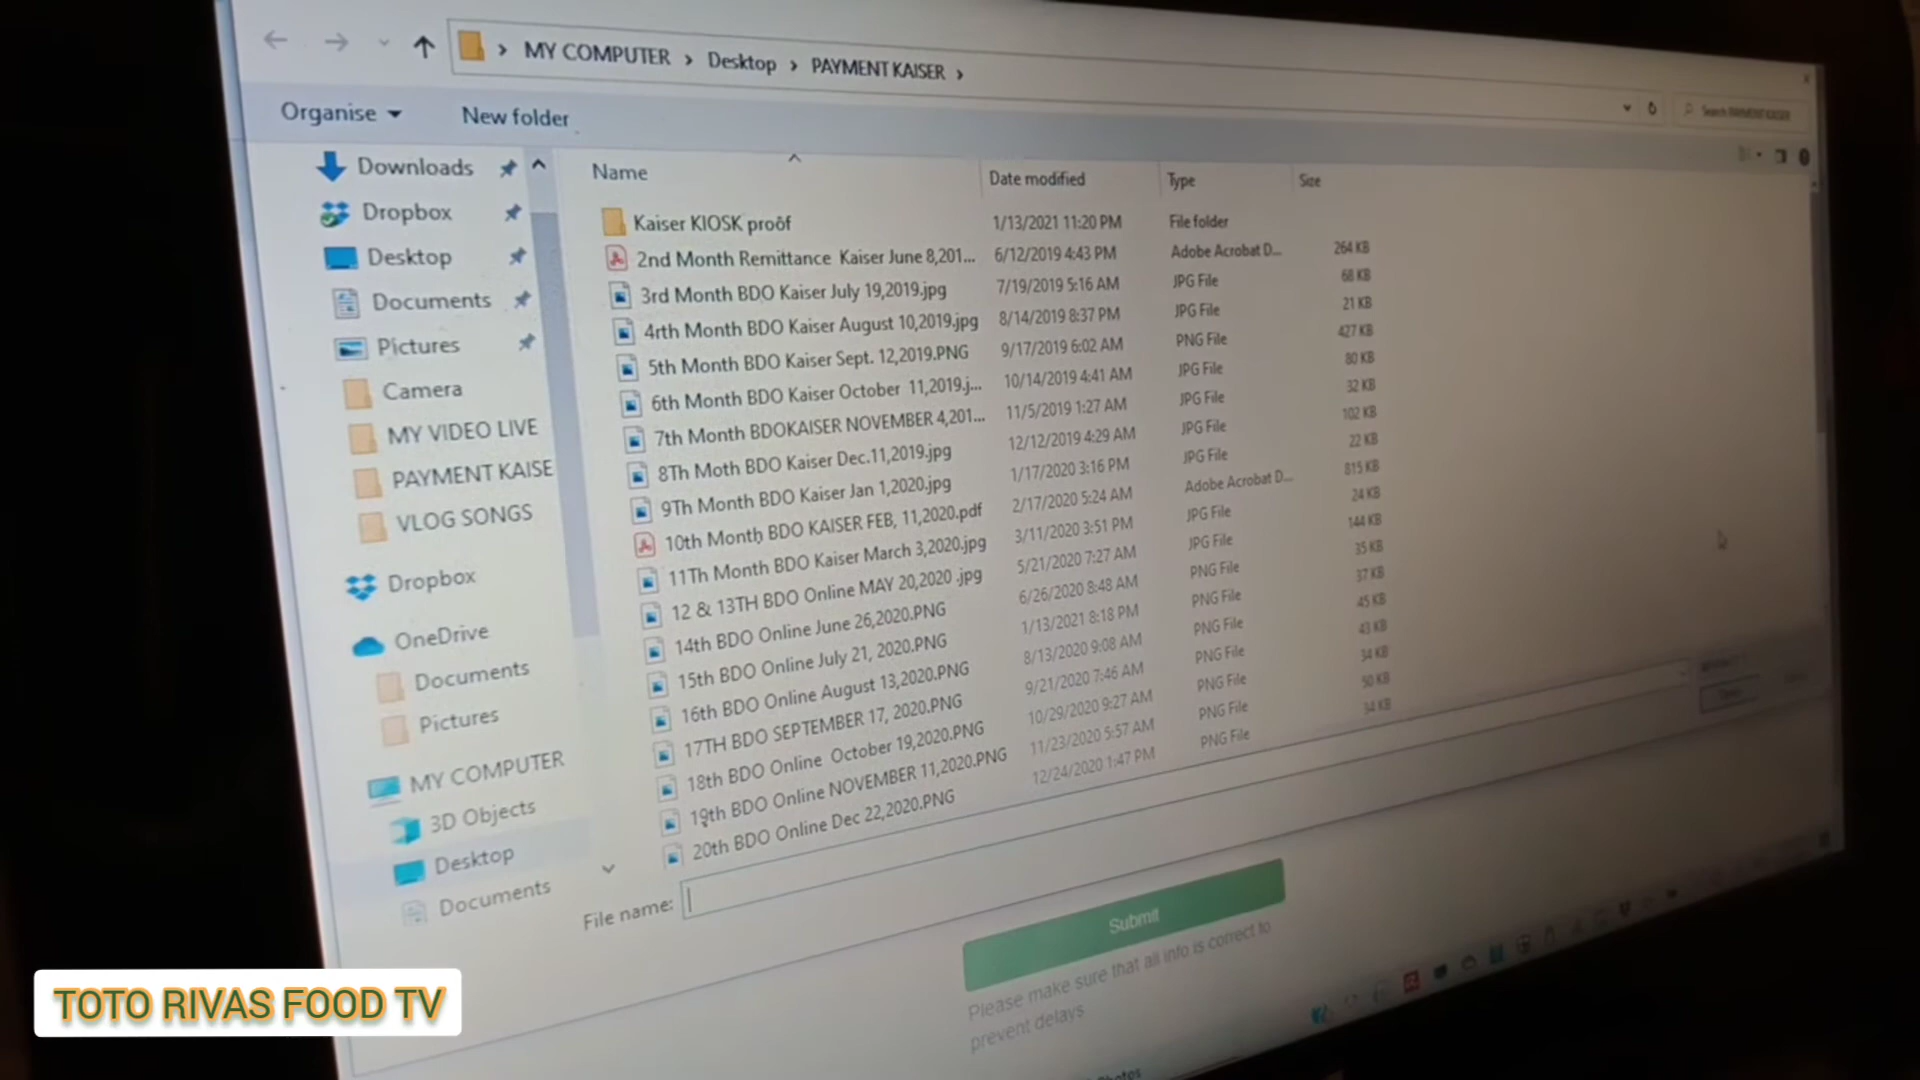 MY COMPUTER > Desktop > PAYMENT KAISER >
Search PAYMENT KAISER
Organise New folder
Downloads
Dropbox
Desktop
Documents
Pictures
Camera
MY VIDEO LIVE
PAYMENT KAISE
VLOG SONGS
Dropbox
OneDrive
Documents
Pictures
MY COMPUTER
3D Objects
Desktop
Documents
Name Date modified Type Size
Kaiser KIOSK proof 1/13/2021 11:20 PM File folder
2nd Month Remittance Kaiser June 8,201... 6/12/2019 4:43 PM Adobe Acrobat D... 264 KB
3rd Month BDO Kaiser July 19,2019.jpg 7/19/2019 5:16 AM JPG File 68 KB
4rth Month BDO Kaiser August 10,2019.jpg 8/14/2019 8:37 PM JPG File 21 KB
5th Month BDO Kaiser Sept. 12,2019.PNG 9/17/2019 6:02 AM PNG File 427 KB
6th Month BDO Kaiser October 11,2019.j... 10/14/2019 4:41 AM JPG File 80 KB
7th Month BDOKAISER NOVEMBER 4,201... 11/5/2019 1:27 AM JPG File 32 KB
8Th Moth BDO Kaiser Dec.11,2019.jpg 12/12/2019 4:29 AM JPG File 102 KB
9Th Month BDO Kaiser Jan 1,2020.jpg 1/17/2020 3:16 PM JPG File 22 KB
10th Month BDO KAISER FEB, 11,2020.pdf 2/17/2020 5:24 AM Adobe Acrobat D... 815 KB
11Th Month BDO Kaiser March 3,2020.jpg 3/11/2020 3:51 PM JPG File 24 KB
12 & 13TH BDO Online MAY 20,2020 .jpg 5/21/2020 7:27 AM JPG File 144 KB
14th BDO Online June 26,2020.PNG 6/26/2020 8:48 AM PNG File 35 KB
15th BDO Online July 21, 2020.PNG 1/13/2021 8:18 PM PNG File 37 KB
16th BDO Online August 13,2020.PNG 8/13/2020 9:08 AM PNG File 45 KB
17TH BDO SEPTEMBER 17, 2020.PNG 9/21/2020 7:46 AM PNG File 43 KB
18th BDO Online October 19,2020.PNG 10/29/2020 9:27 AM PNG File 34 KB
19th BDO Online NOVEMBER 11,2020.PNG 11/23/2020 5:57 AM PNG File 50 KB
20th BDO Online Dec 22,2020.PNG 12/24/2020 1:47 PM PNG File 34 KB
File name:
Submit
Please make sure that all info is correct to
prevent delays
TOTO RIVAS FOOD TV